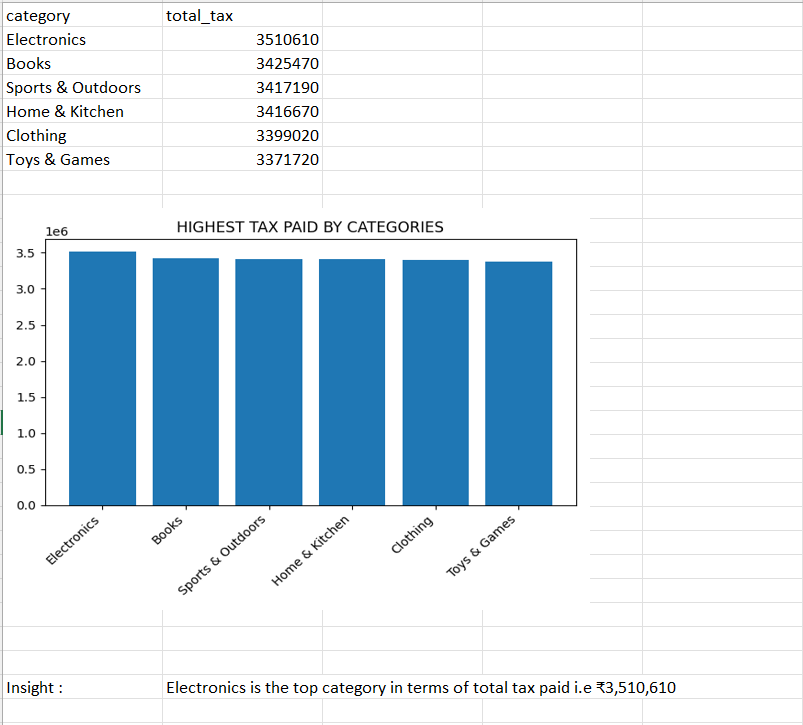 category total_tax
Electronics 3510610
Books 3425470
Sports & Outdoors 3417190
Home & Kitchen 3416670
Clothing 3399020
Toys & Games 3371720
HIGHEST TAX PAID BY CATEGORIES
1e6
3.5
3.0
2.5
2.0
1.5
1.0
0.5
0.0
Electronics
Books
Sports & Outdoors
Home & Kitchen
Clothing
Toys & Games
Insight : Electronics is the top category in terms of total tax paid i.e ₹3,510,610